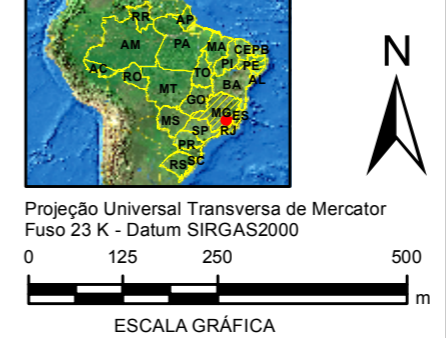 RR AP
AM PA MA CE PB
PI PE
AC RO TO AL
MT BA
GO
MG ES
MS SP RJ
PR
SC
RS
N
Projeção Universal Transversa de Mercator
Fuso 23 K - Datum SIRGAS2000
0 125 250 500
m
ESCALA GRÁFICA